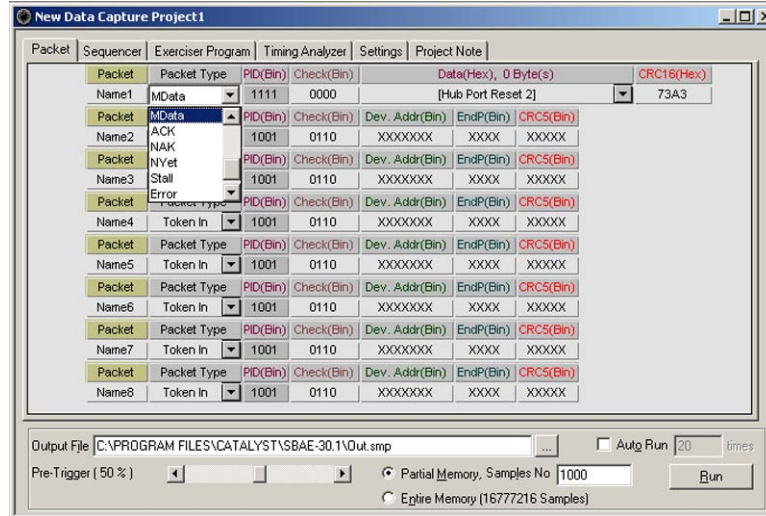 New Data Capture Project1
Packet Sequencer Exerciser Program Timing Analyzer Settings Project Note
Packet Packet Type PID(Bin) Check(Bin) Data(Hex), 0 Byte(s) CRC16(Hex)
Name1 MData 1111 0000 [Hub Port Reset 2] 73A3
Packet MData PID(Bin) Check(Bin) Dev. Addr(Bin) EndP(Bin) CRC5(Bin)
ACK
Name2 1001 0110 XXXXXXX XXXX XXXXX
NAK
Packet NYet PID(Bin) Check(Bin) Dev. Addr(Bin) EndP(Bin) CRC5(Bin)
Name3 Stall 1001 0110 XXXXXXX XXXX XXXXX
Error
Packet Packet Type PID(Bin) Check(Bin) Dev. Addr(Bin) EndP(Bin) CRC5(Bin)
Name4 Token In 1001 0110 XXXXXXX XXXX XXXXX
Packet Packet Type PID(Bin) Check(Bin) Dev. Addr(Bin) EndP(Bin) CRC5(Bin)
Name5 Token In 1001 0110 XXXXXXX XXXX XXXXX
Packet Packet Type PID(Bin) Check(Bin) Dev. Addr(Bin) EndP(Bin) CRC5(Bin)
Name6 Token In 1001 0110 XXXXXXX XXXX XXXXX
Packet Packet Type PID(Bin) Check(Bin) Dev. Addr(Bin) EndP(Bin) CRC5(Bin)
Name7 Token In 1001 0110 XXXXXXX XXXX XXXXX
Packet Packet Type PID(Bin) Check(Bin) Dev. Addr(Bin) EndP(Bin) CRC5(Bin)
Name8 Token In 1001 0110 XXXXXXX XXXX XXXXX
Output File C:\PROGRAM FILES\CATALYST\SBAE-30.1\Out.smp ... Auto Run 20 times
Pre-Trigger ( 50 % ) Partial Memory, Samples No 1000 Run
Entire Memory (16777216 Samples)